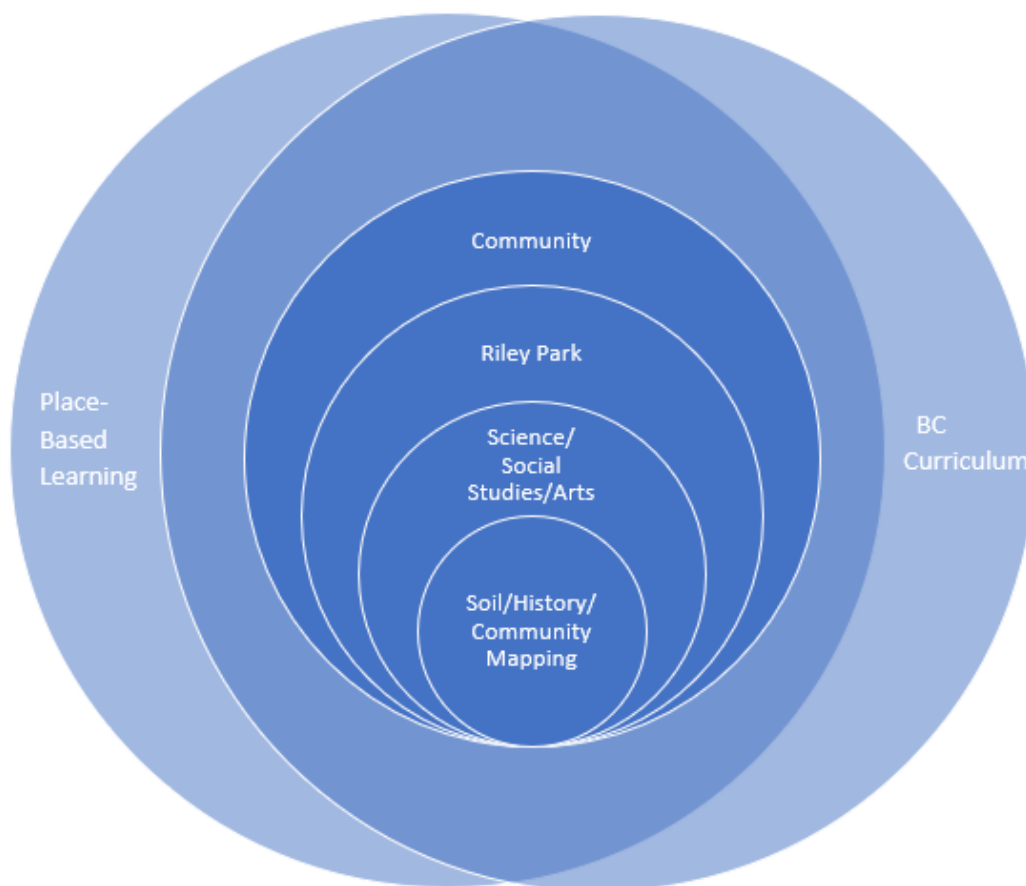 Community
Riley Park
Place-
Based
Learning
BC
Curriculum
Science/
Social
Studies/Arts
Soil/History/
Community
Mapping